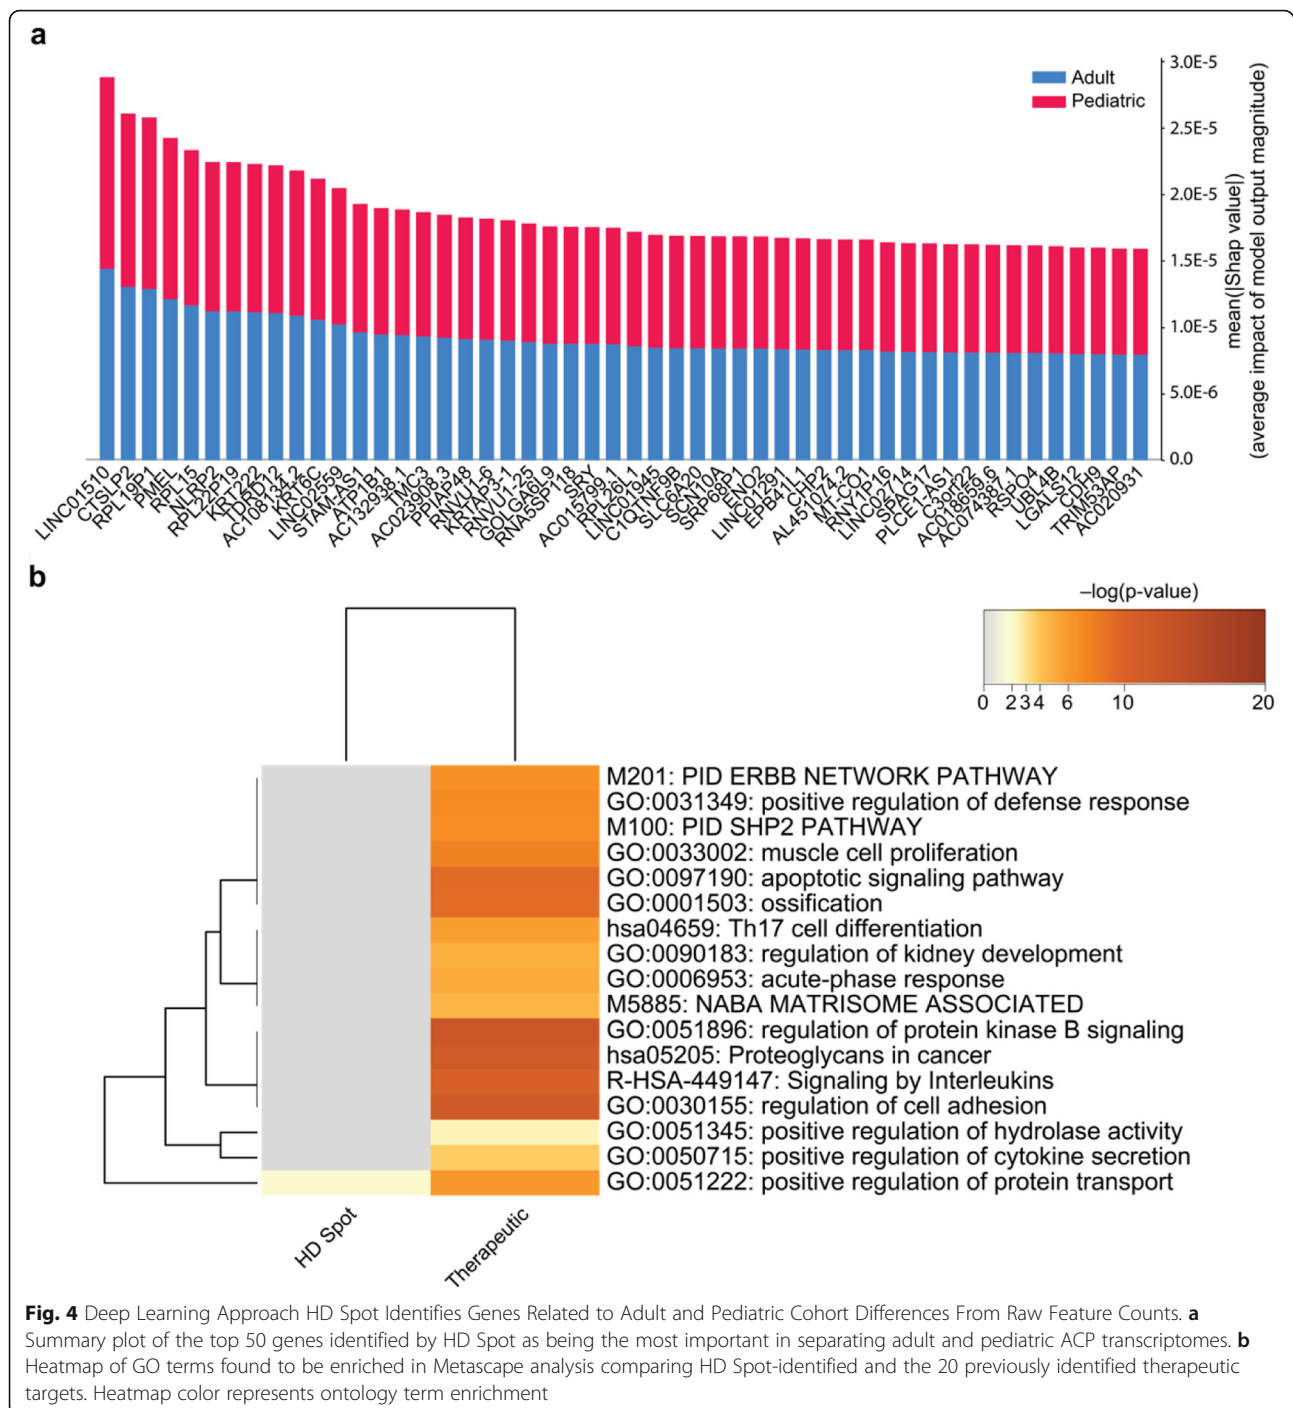 a
Adult
Pediatric
3.0E-5
2.5E-5
2.0E-5
1.5E-5
1.0E-5
5.0E-6
0.0
mean(|Shap value|)
(average impact of model output magnitude)
LINC01510
CTSLP2
RPL19P1
PMEL
RPL15
NLRP2
RPL22P19
KRT222
TDRD12
AC108134.2
KRT6C
LINC02559
STAM-AS1
ATP1B1
AC132938.1
TMC3
AC023908.3
PPIAP48
RNVU1-6
KRTAP3-1
RNVU1-25
GOLGA6L9
RNA5SP118
SRY
AC015799.1
RPL26L1
LINC01945
C1QTNF9B
SLC6A20
SCN10A
SRP68P1
ENO2
LINC01291
EPB41L1
CHP2
AL451074.2
MT-CO1
RNY1P16
LINC02714
SPAG17
PLCE1-AS1
C3orf22
AC018659.6
AC074387.1
RSPO4
UBL4B
LGALS12
CDH9
TRIM53AP
AC020931
b
–log(p-value)
0 2 3 4 6 10 20
M201: PID ERBB NETWORK PATHWAY
GO:0031349: positive regulation of defense response
M100: PID SHP2 PATHWAY
GO:0033002: muscle cell proliferation
GO:0097190: apoptotic signaling pathway
GO:0001503: ossification
hsa04659: Th17 cell differentiation
GO:0090183: regulation of kidney development
GO:0006953: acute-phase response
M5885: NABA MATRISOME ASSOCIATED
GO:0051896: regulation of protein kinase B signaling
hsa05205: Proteoglycans in cancer
R-HSA-449147: Signaling by Interleukins
GO:0030155: regulation of cell adhesion
GO:0051345: positive regulation of hydrolase activity
GO:0050715: positive regulation of cytokine secretion
GO:0051222: positive regulation of protein transport
HD Spot
Therapeutic
Fig. 4 Deep Learning Approach HD Spot Identifies Genes Related to Adult and Pediatric Cohort Differences From Raw Feature Counts. a
Summary plot of the top 50 genes identified by HD Spot as being the most important in separating adult and pediatric ACP transcriptomes. b
Heatmap of GO terms found to be enriched in Metascape analysis comparing HD Spot-identified and the 20 previously identified therapeutic
targets. Heatmap color represents ontology term enrichment